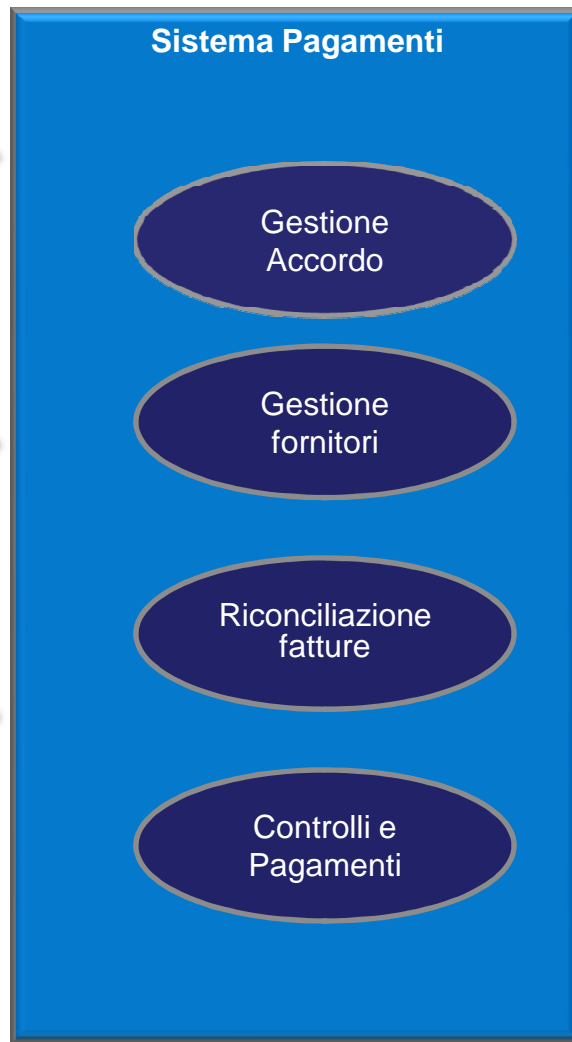 Sistema Pagamenti
Gestione
Accordo
Gestione
fornitori
Riconciliazione
fatture
Controlli e
Pagamenti